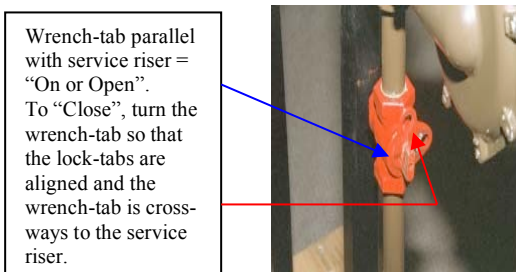 Wrench-tab parallel
with service riser =
“On or Open”.
To “Close”, turn the
wrench-tab so that
the lock-tabs are
aligned and the
wrench-tab is cross-
ways to the service
riser.